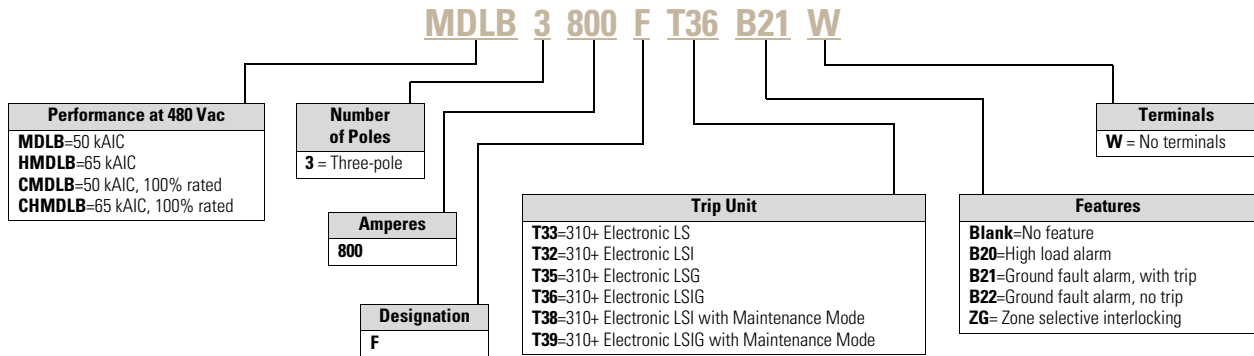 MDLB 3 800 F T36 B21 W
Performance at 480 Vac
MDLB=50 kAIC
HMDLB=65 kAIC
CMDLB=50 kAIC, 100% rated
CHMDLB=65 kAIC, 100% rated
Number
of Poles
3 = Three-pole
Amperes
800
Designation
F
Trip Unit
T33=310+ Electronic LS
T32=310+ Electronic LSI
T35=310+ Electronic LSG
T36=310+ Electronic LSIG
T38=310+ Electronic LSI with Maintenance Mode
T39=310+ Electronic LSIG with Maintenance Mode
Features
Blank=No feature
B20=High load alarm
B21=Ground fault alarm, with trip
B22=Ground fault alarm, no trip
ZG= Zone selective interlocking
Terminals
W = No terminals